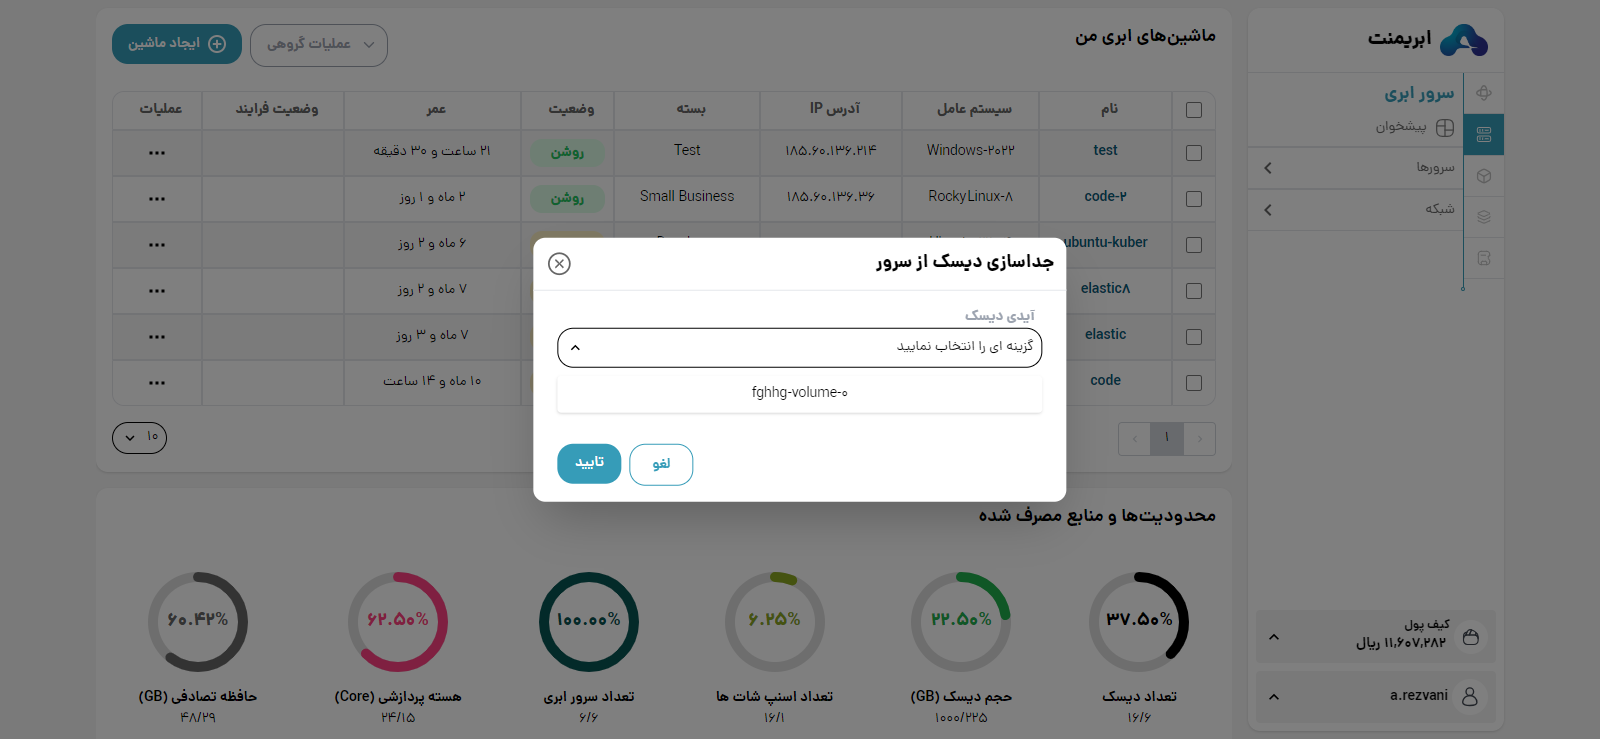 ابریمنت
سرور ابری
پیشخوان
سرورها
شبکه
کیف پول
۱۱,۶۰۷,۲۸۲ ریال
a.rezvani
ماشین‌های ابری من
عملیات گروهی
ایجاد ماشین
نام سیستم عامل آدرس IP بسته وضعیت عمر وضعیت فرایند عملیات
test Windows-۲۰۲۲ ۱۸۵.۶۰.۱۳۶.۲۱۴ Test روشن ۲۱ ساعت و ۳۰ دقیقه
code-۲ RockyLinux-۸ ۱۸۵.۶۰.۱۳۶.۳۶ Small Business روشن ۲ ماه و ۱ روز
ubuntu-kuber ۶ ماه و ۲ روز
elastic۸ ۷ ماه و ۲ روز
elastic ۷ ماه و ۳ روز
code ۱۰ ماه و ۱۴ ساعت
۱
۱۰
جداسازی دیسک از سرور
آیدی دیسک
گزینه ای را انتخاب نمایید
fghhg-volume-۰
لغو
تایید
محدودیت‌ها و منابع مصرف شده
۳۷.۵۰% ۲۲.۵۰% ۶.۲۵% ۱۰۰.۰۰% ۶۲.۵۰% ۶۰.۴۲%
تعداد دیسک حجم دیسک (GB) تعداد اسنپ شات ها تعداد سرور ابری هسته پردازشی (Core) حافظه تصادفی (GB)
۱۶/۶ ۱۰۰۰/۲۲۵ ۱۶/۱ ۶/۶ ۲۴/۱۵ ۴۸/۲۹